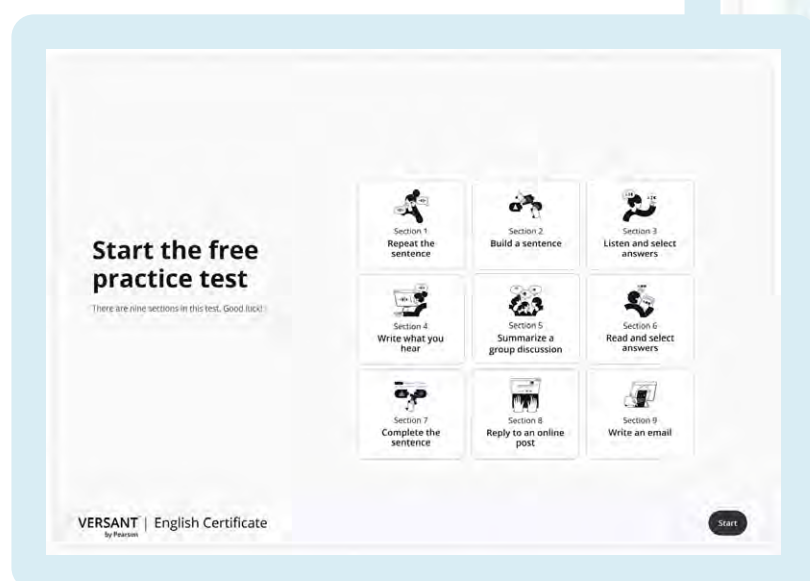 Start the free
practice test
There are nine sections in this test. Good luck!
Section 1
Repeat the
sentence
Section 2
Build a sentence
Section 3
Listen and select
answers
Section 4
Write what you
hear
Section 5
Summarize a
group discussion
Section 6
Read and select
answers
Section 7
Complete the
sentence
Section 8
Reply to an online
post
Section 9
Write an email
VERSANT | English Certificate
by Pearson
Start